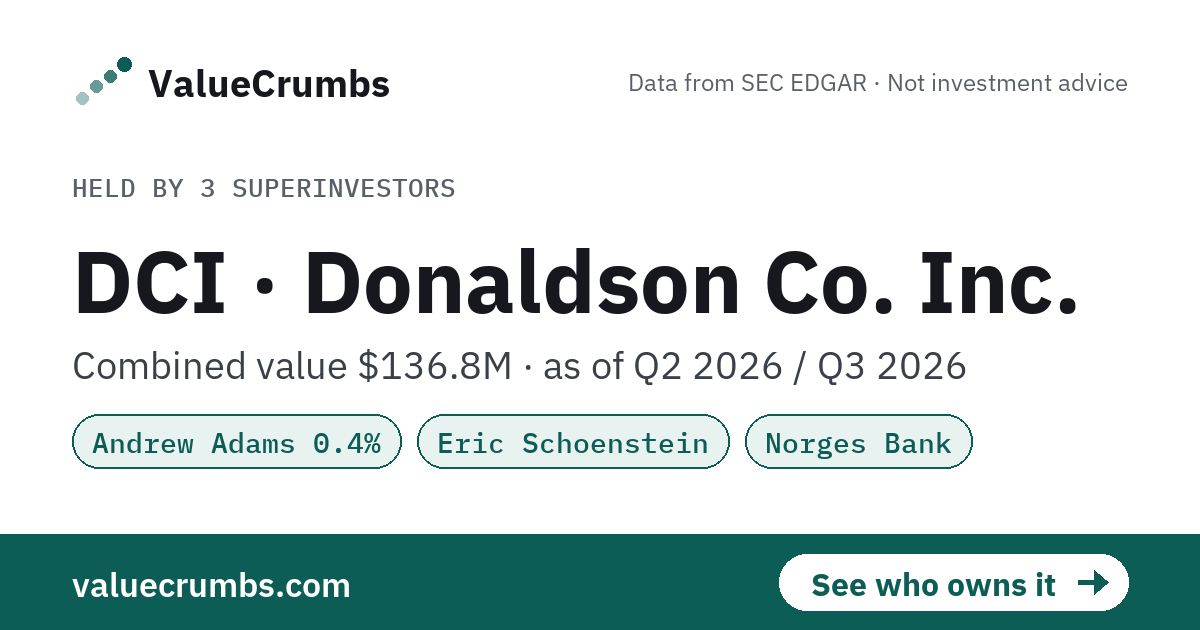 ValueCrumbs
Data from SEC EDGAR · Not investment advice
HELD BY 3 SUPERINVESTORS
DCI · Donaldson Co. Inc.
Combined value $136.8M · as of Q2 2026 / Q3 2026
Andrew Adams 0.4%
Eric Schoenstein
Norges Bank
valuecrumbs.com
See who owns it →